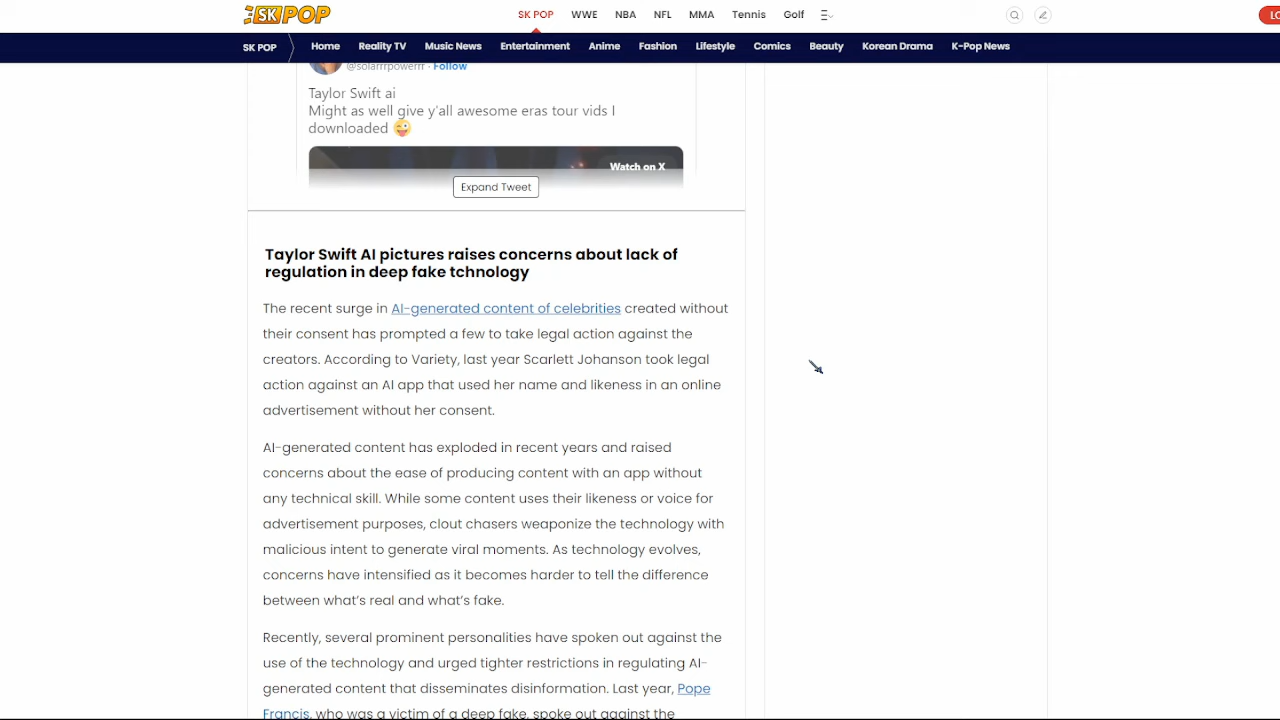 SK POP
SK POP WWE NBA NFL MMA Tennis Golf
LO
SK POP Home Reality TV Music News Entertainment Anime Fashion Lifestyle Comics Beauty Korean Drama K-Pop News
@solarrrpowerrr · Follow
Taylor Swift ai
Might as well give y'all awesome eras tour vids I
downloaded 😜
Watch on X
Expand Tweet
Taylor Swift AI pictures raises concerns about lack of
regulation in deep fake tchnology
The recent surge in AI-generated content of celebrities created without
their consent has prompted a few to take legal action against the
creators. According to Variety, last year Scarlett Johanson took legal
action against an AI app that used her name and likeness in an online
advertisement without her consent.
AI-generated content has exploded in recent years and raised
concerns about the ease of producing content with an app without
any technical skill. While some content uses their likeness or voice for
advertisement purposes, clout chasers weaponize the technology with
malicious intent to generate viral moments. As technology evolves,
concerns have intensified as it becomes harder to tell the difference
between what's real and what's fake.
Recently, several prominent personalities have spoken out against the
use of the technology and urged tighter restrictions in regulating AI-
generated content that disseminates disinformation. Last year, Pope
Francis, who was a victim of a deep fake, spoke out against the